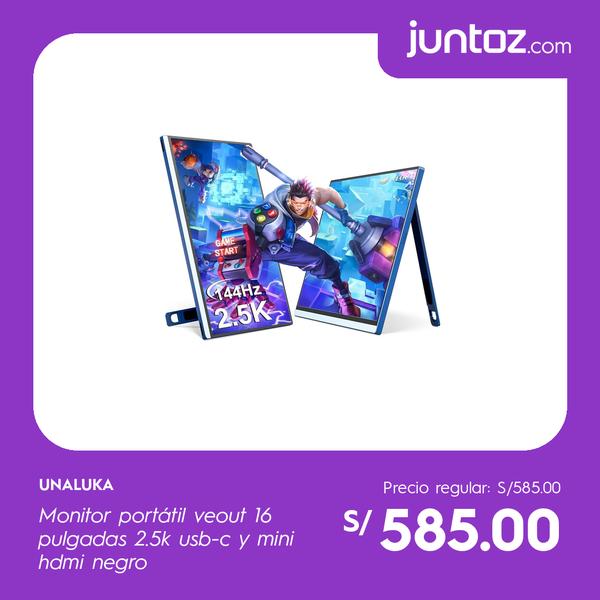 juntoz.com
GAME
START
144Hz
2.5K
UNALUKA
Monitor portátil veout 16
pulgadas 2.5k usb-c y mini
hdmi negro
Precio regular: S/585.00
S/ 585.00